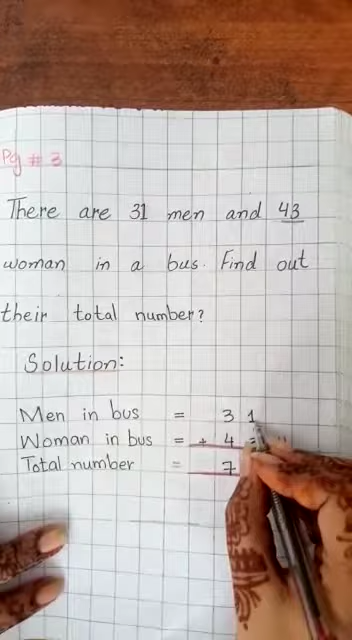 Pg # 3
There are 31 men and 43
woman in a bus. Find out
their total number?
Solution:
Men in bus = 3 1
Woman in bus = + 4
Total number = 7